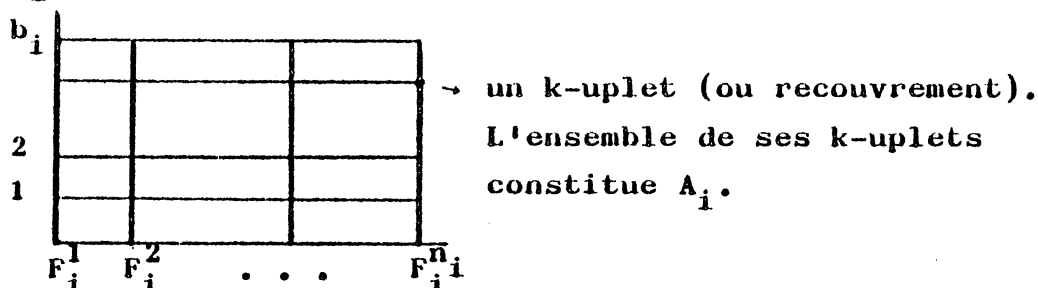 b_i
→ un k-uplet (ou recouvrement).
2 L'ensemble de ses k-uplets
1 constitue A_i.
F_i^1 F_i^2 . . . F_i^{n_i}